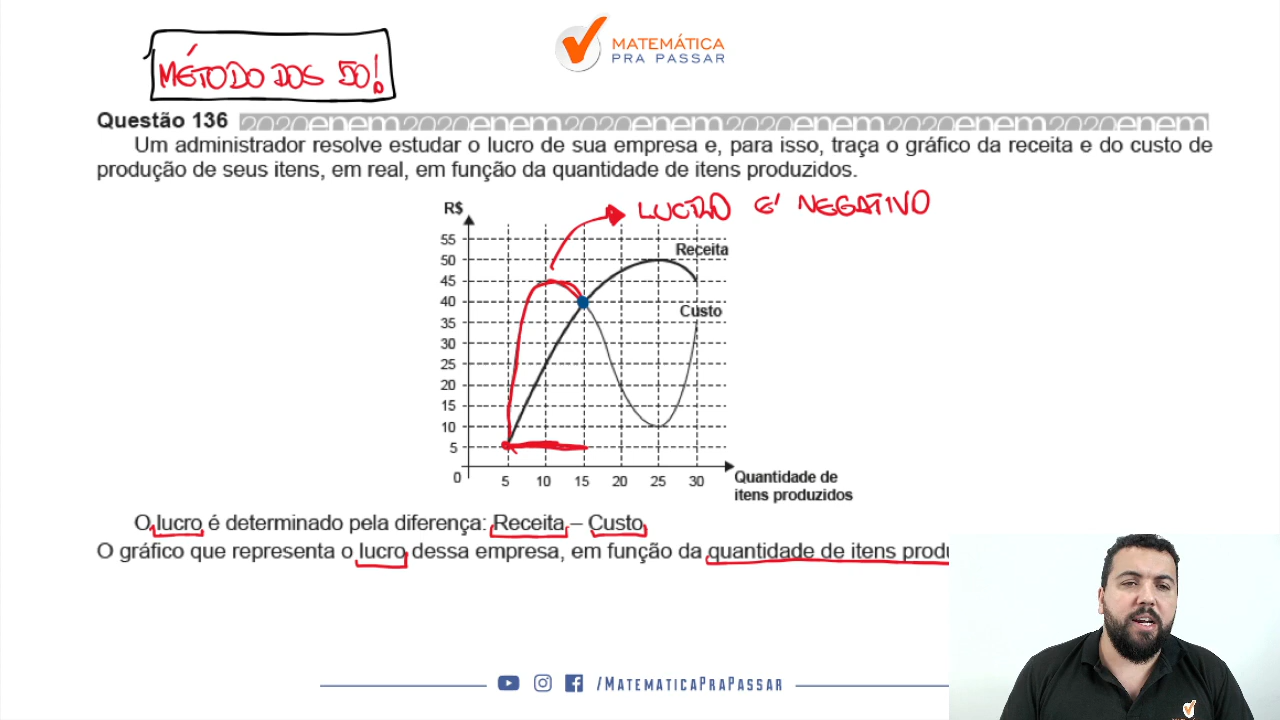 MATEMÁTICA
PRA PASSAR
MÉTODO DOS 50!
Questão 136 2020enem2020enem2020enem2020enem2020enem2020enem
Um administrador resolve estudar o lucro de sua empresa e, para isso, traça o gráfico da receita e do custo de
produção de seus itens, em real, em função da quantidade de itens produzidos.
LUCRO É NEGATIVO
R$
55
50
45
40
35
30
25
20
15
10
5
0
Receita
Custo
5 10 15 20 25 30
Quantidade de
itens produzidos
O lucro é determinado pela diferença: Receita – Custo.
O gráfico que representa o lucro dessa empresa, em função da quantidade de itens
/MATEMATICAPRAPASSAR